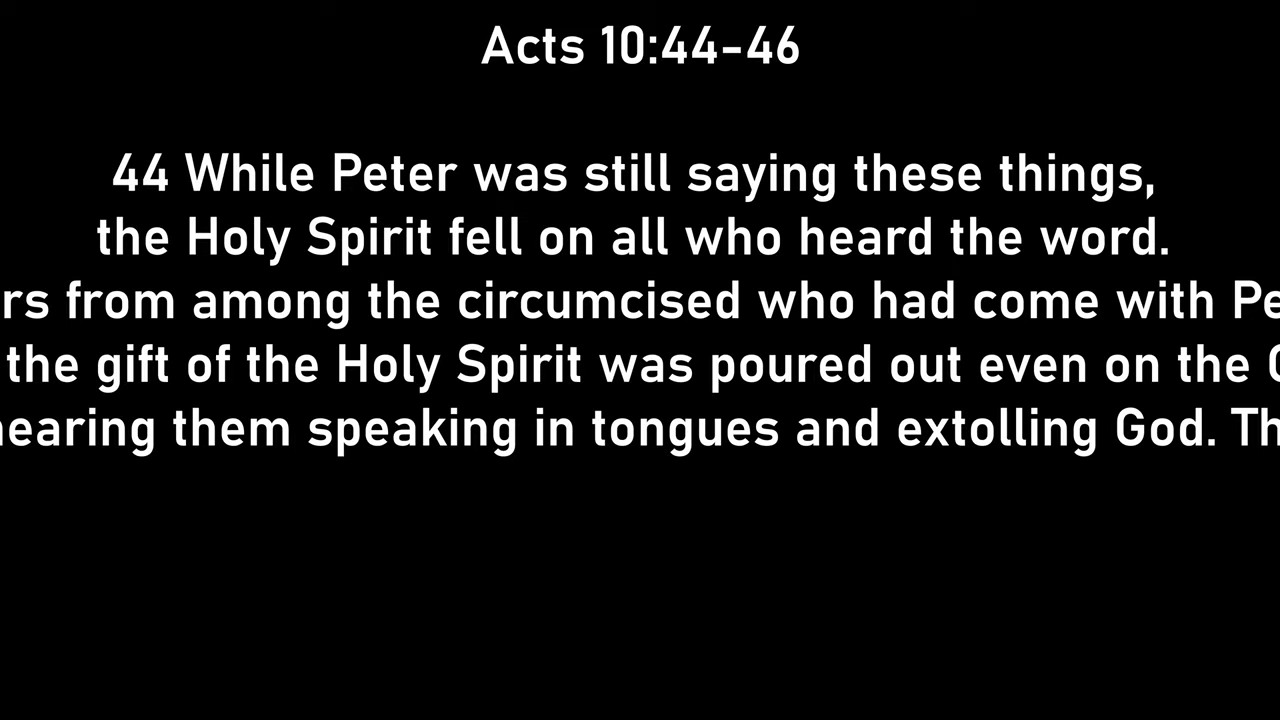 Acts 10:44-46
44 While Peter was still saying these things,
the Holy Spirit fell on all who heard the word.
rs from among the circumcised who had come with Pe
the gift of the Holy Spirit was poured out even on the
hearing them speaking in tongues and extolling God. Th